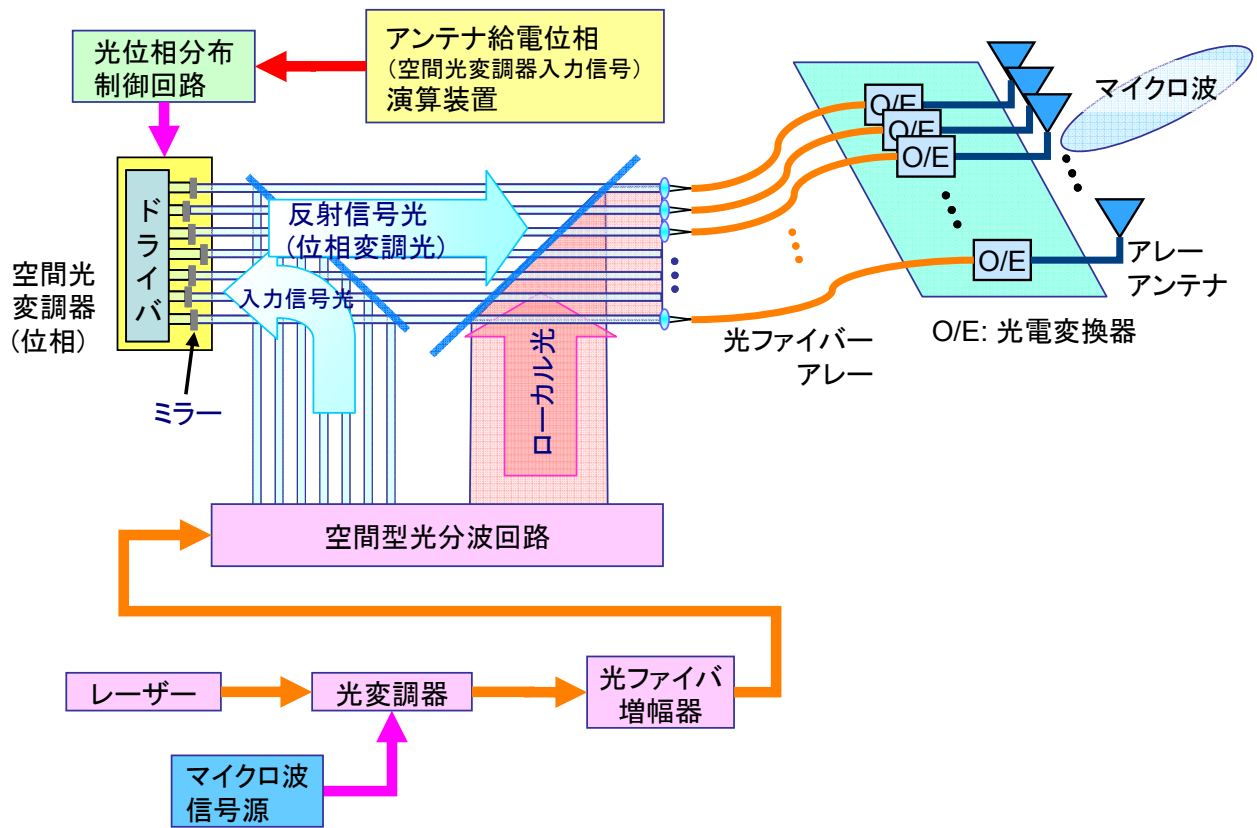 光位相分布
制御回路
アンテナ給電位相
（空間光変調器入力信号）
演算装置
マイクロ波
O/E
O/E
O/E
O/E
アレー
アンテナ
O/E: 光電変換器
ドライバ
反射信号光
(位相変調光)
入力信号光
空間光
変調器
(位相)
ミラー
ローカル光
光ファイバー
アレー
空間型光分波回路
レーザー
光変調器
光ファイバ
増幅器
マイクロ波
信号源